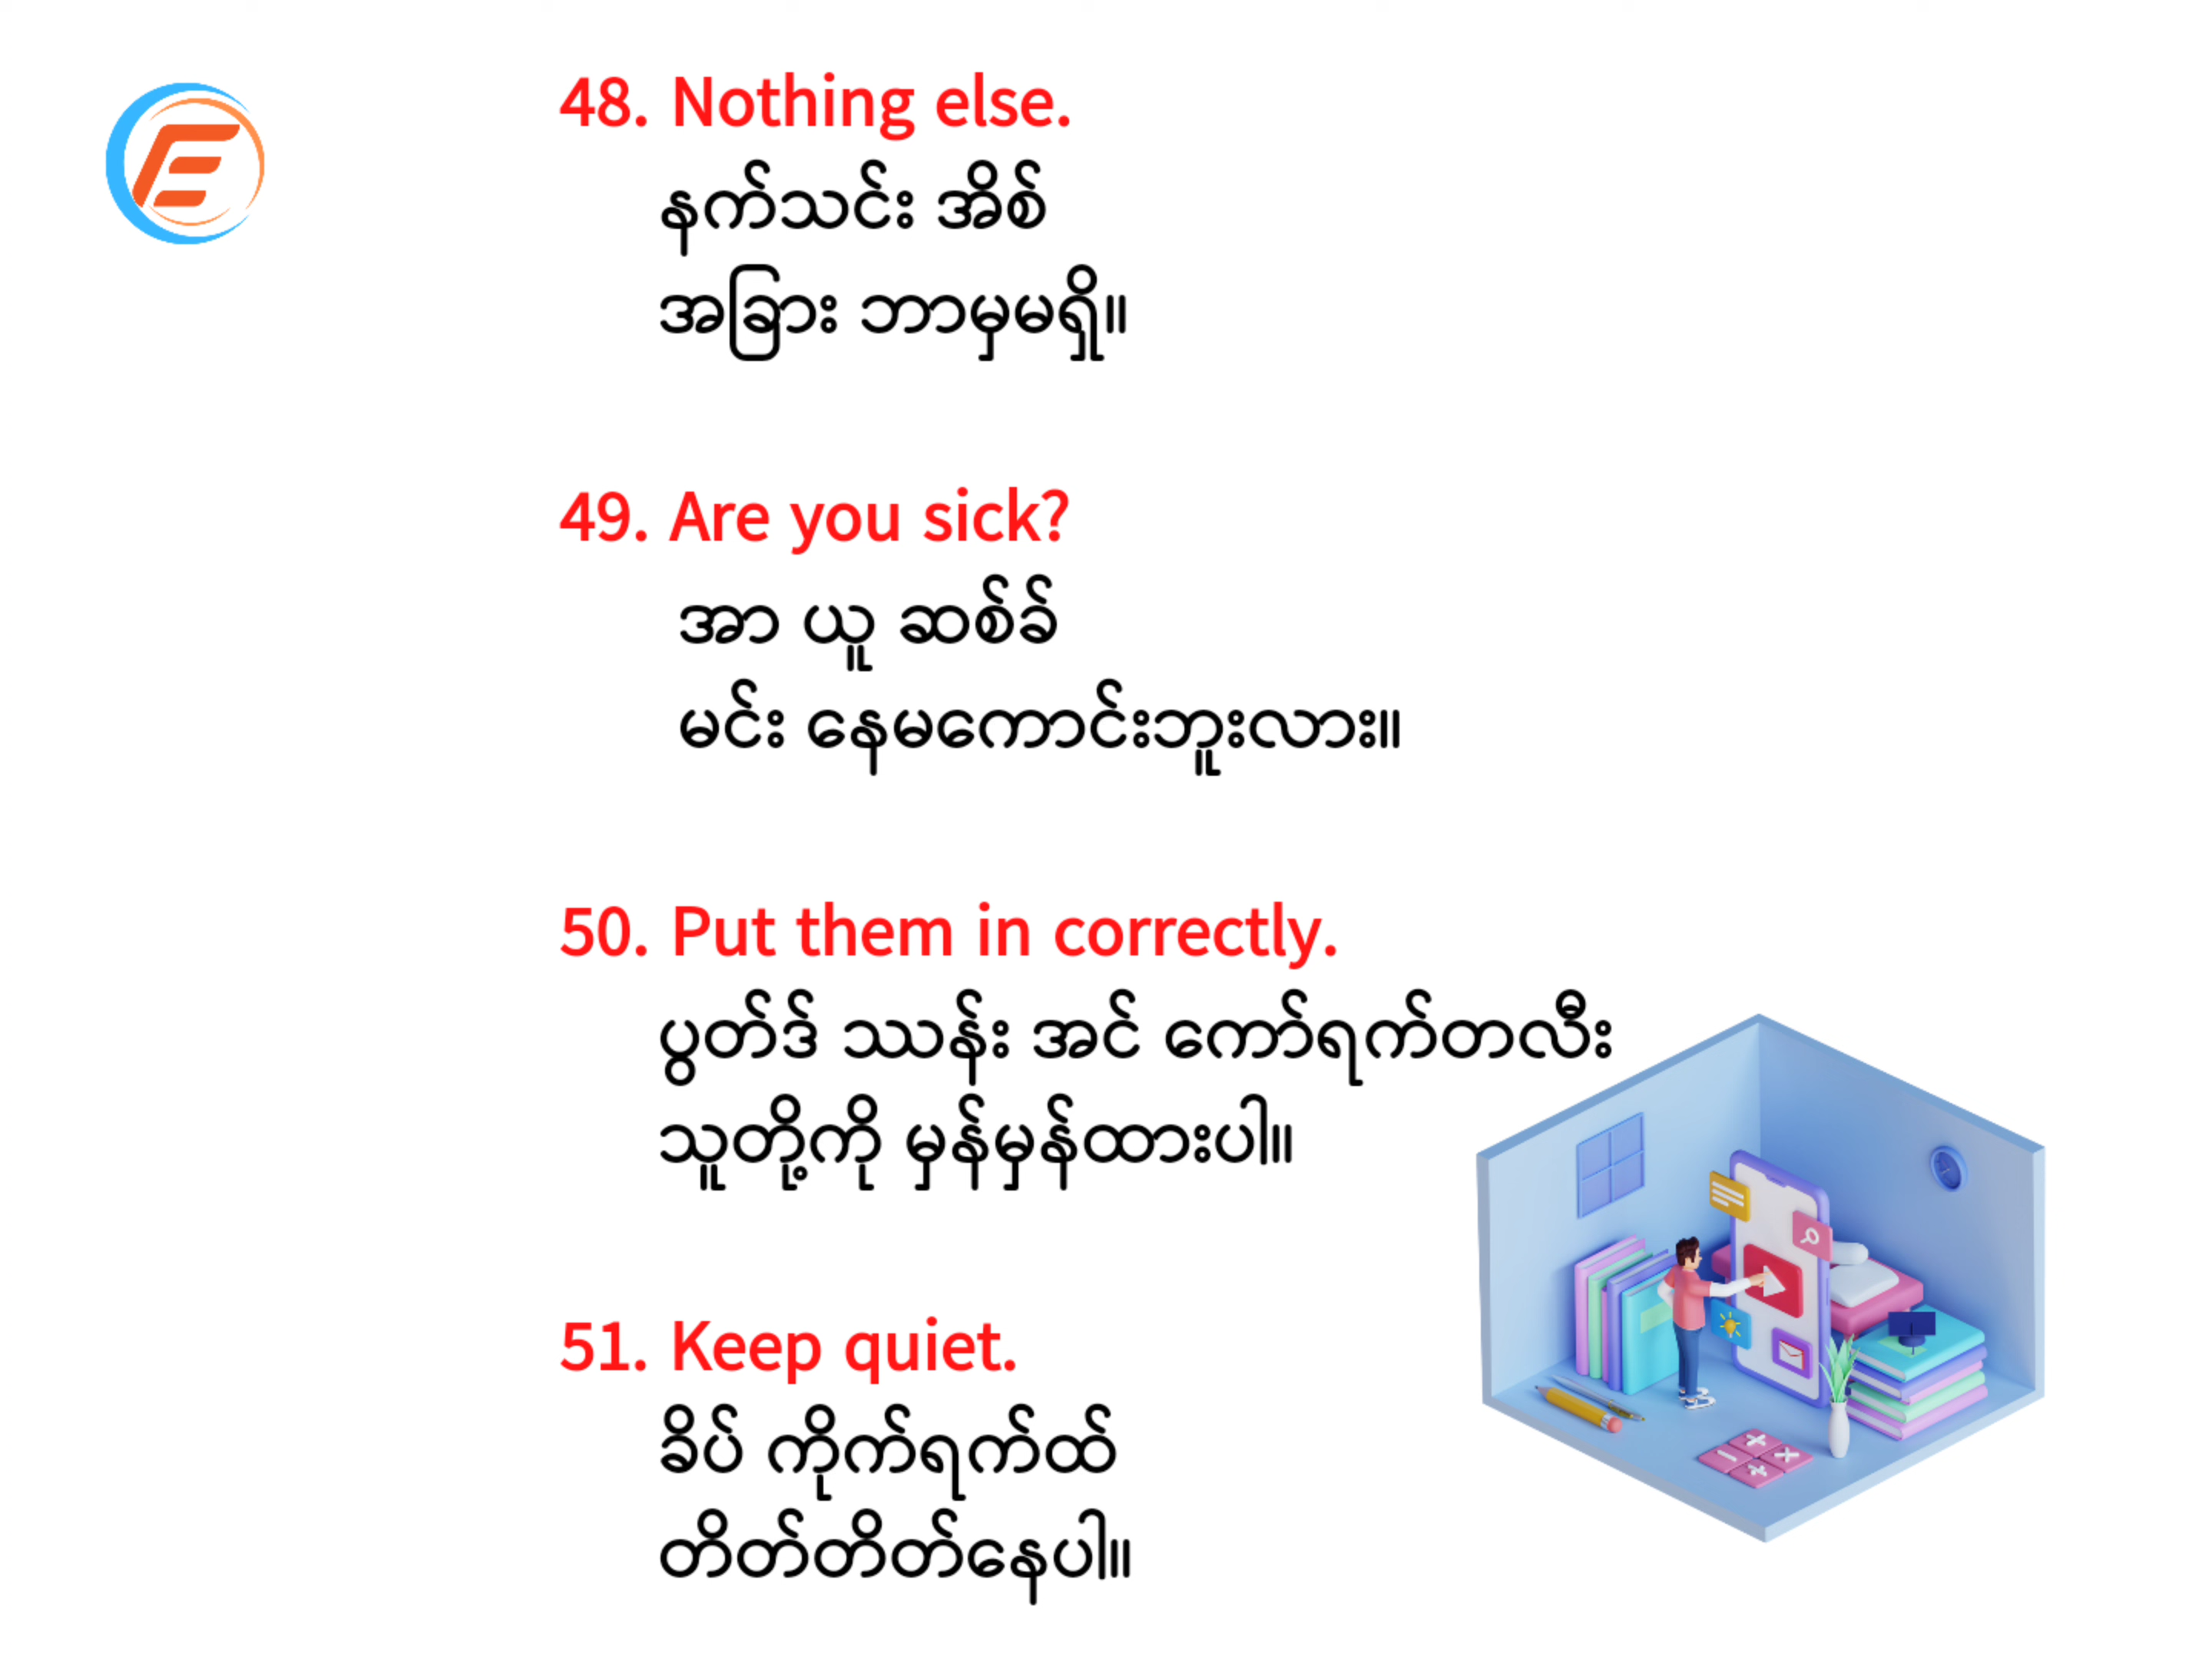 48. Nothing else.
နက်သင်း အိစ်
အခြား ဘာမှမရှိ။
49. Are you sick?
အာ ယူ ဆစ်ခ်
မင်း နေမကောင်းဘူးလား။
50. Put them in correctly.
ပွတ်ဒ် ဿန်း အင် ကော်ရက်တလီး
သူတို့ကို မှန်မှန်ထားပါ။
51. Keep quiet.
ခိပ် ကိုက်ရက်ထ်
တိတ်တိတ်နေပါ။